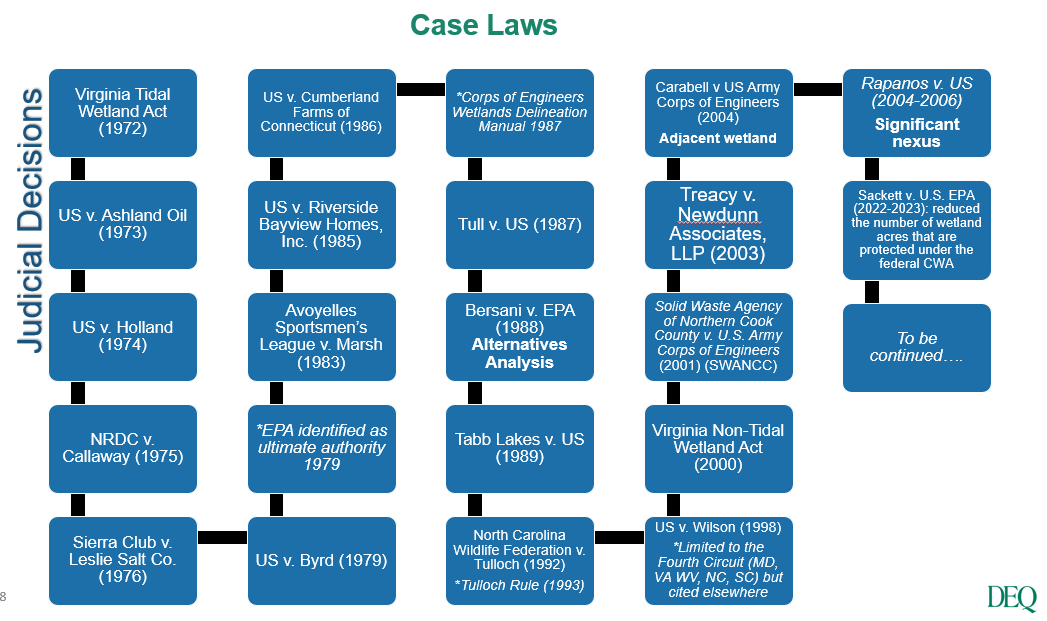 Case Laws
Judicial Decisions
Virginia Tidal
Wetland Act
(1972)
US v. Ashland Oil
(1973)
US v. Holland
(1974)
NRDC v.
Callaway (1975)
Sierra Club v.
Leslie Salt Co.
(1976)
US v. Byrd (1979)
*EPA identified as
ultimate authority
1979
Avoyelles
Sportsmen's
League v. Marsh
(1983)
US v. Riverside
Bayview Homes,
Inc. (1985)
US v. Cumberland
Farms of
Connecticut (1986)
*Corps of Engineers
Wetlands Delineation
Manual 1987
Tull v. US (1987)
Bersani v. EPA
(1988)
Alternatives
Analysis
Tabb Lakes v. US
(1989)
North Carolina
Wildlife Federation v.
Tulloch (1992)
*Tulloch Rule (1993)
US v. Wilson (1998)
*Limited to the
Fourth Circuit (MD,
VA WV, NC, SC) but
cited elsewhere
Virginia Non-Tidal
Wetland Act
(2000)
Solid Waste Agency
of Northern Cook
County v. U.S. Army
Corps of Engineers
(2001) (SWANCC)
Treacy v.
Newdunn
Associates,
LLP (2003)
Carabell v US Army
Corps of Engineers
(2004)
Adjacent wetland
Rapanos v. US
(2004-2006)
Significant
nexus
Sackett v. U.S. EPA
(2022-2023): reduced
the number of wetland
acres that are
protected under the
federal CWA
To be
continued….
8
DEQ